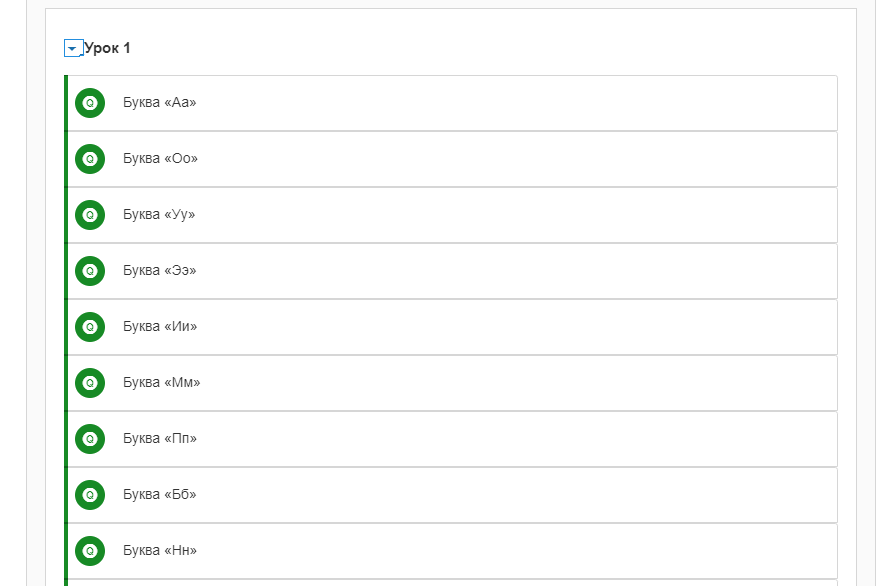 Урок 1
Буква «Аа»
Буква «Оо»
Буква «Уу»
Буква «Ээ»
Буква «Ии»
Буква «Мм»
Буква «Пп»
Буква «Бб»
Буква «Нн»